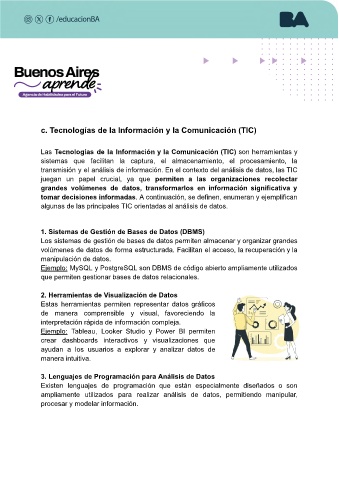 /educacionBA
BA
Buenos Aires
aprende
Agencia de Habilidades para el Futuro
c. Tecnologías de la Información y la Comunicación (TIC)
Las Tecnologías de la Información y la Comunicación (TIC) son herramientas y
sistemas que facilitan la captura, el almacenamiento, el procesamiento, la
transmisión y el análisis de información. En el contexto del análisis de datos, las TIC
juegan un papel crucial, ya que permiten a las organizaciones recolectar
grandes volúmenes de datos, transformarlos en información significativa y
tomar decisiones informadas. A continuación, se definen, enumeran y ejemplifican
algunas de las principales TIC orientadas al análisis de datos.
1. Sistemas de Gestión de Bases de Datos (DBMS)
Los sistemas de gestión de bases de datos permiten almacenar y organizar grandes
volúmenes de datos de forma estructurada. Facilitan el acceso, la recuperación y la
manipulación de datos.
Ejemplo: MySQL y PostgreSQL son DBMS de código abierto ampliamente utilizados
que permiten gestionar bases de datos relacionales.
2. Herramientas de Visualización de Datos
Estas herramientas permiten representar datos gráficos
de manera comprensible y visual, favoreciendo la
interpretación rápida de información compleja.
Ejemplo: Tableau, Looker Studio y Power BI permiten
crear dashboards interactivos y visualizaciones que
ayudan a los usuarios a explorar y analizar datos de
manera intuitiva.
3. Lenguajes de Programación para Análisis de Datos
Existen lenguajes de programación que están especialmente diseñados o son
ampliamente utilizados para realizar análisis de datos, permitiendo manipular,
procesar y modelar información.